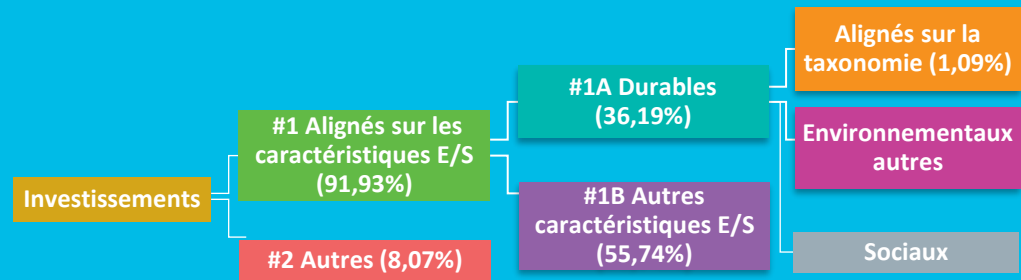 Investissements
#1 Alignés sur les
caractéristiques E/S
(91,93%)
#2 Autres (8,07%)
#1A Durables
(36,19%)
#1B Autres
caractéristiques E/S
(55,74%)
Alignés sur la
taxonomie (1,09%)
Environnementaux
autres
Sociaux